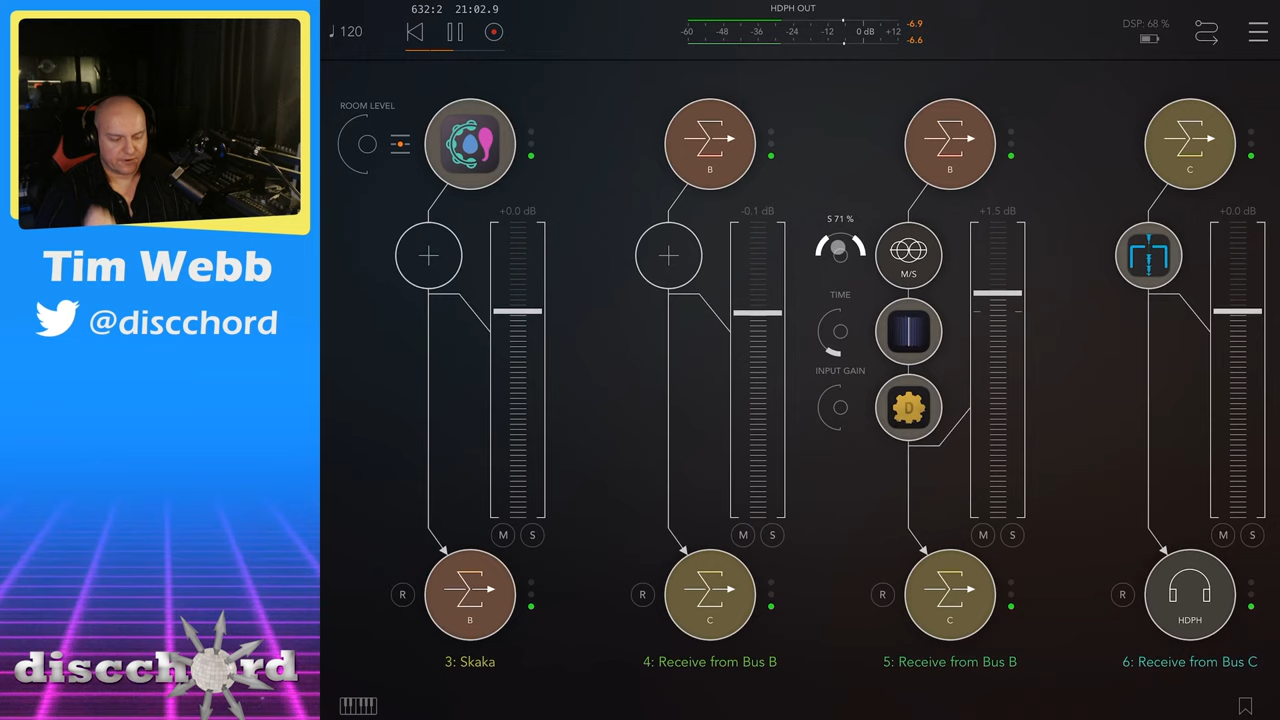 632:2 21:02.9
HDPH OUT
♩ 120
-60 -48 -36 -24 -12 0 dB +12
-6.9
-6.6
DSP: 68 %
ROOM LEVEL
B
B
C
+0.0 dB
-0.1 dB
S 71 %
+1.5 dB
+0.0 dB
M/S
TIME
INPUT GAIN
D
M S
M S
M S
M S
R
B
R
C
R
C
R
HDPH
3: Skaka
4: Receive from Bus B
5: Receive from Bus B
6: Receive from Bus C
Tim Webb
@discchord
discchord